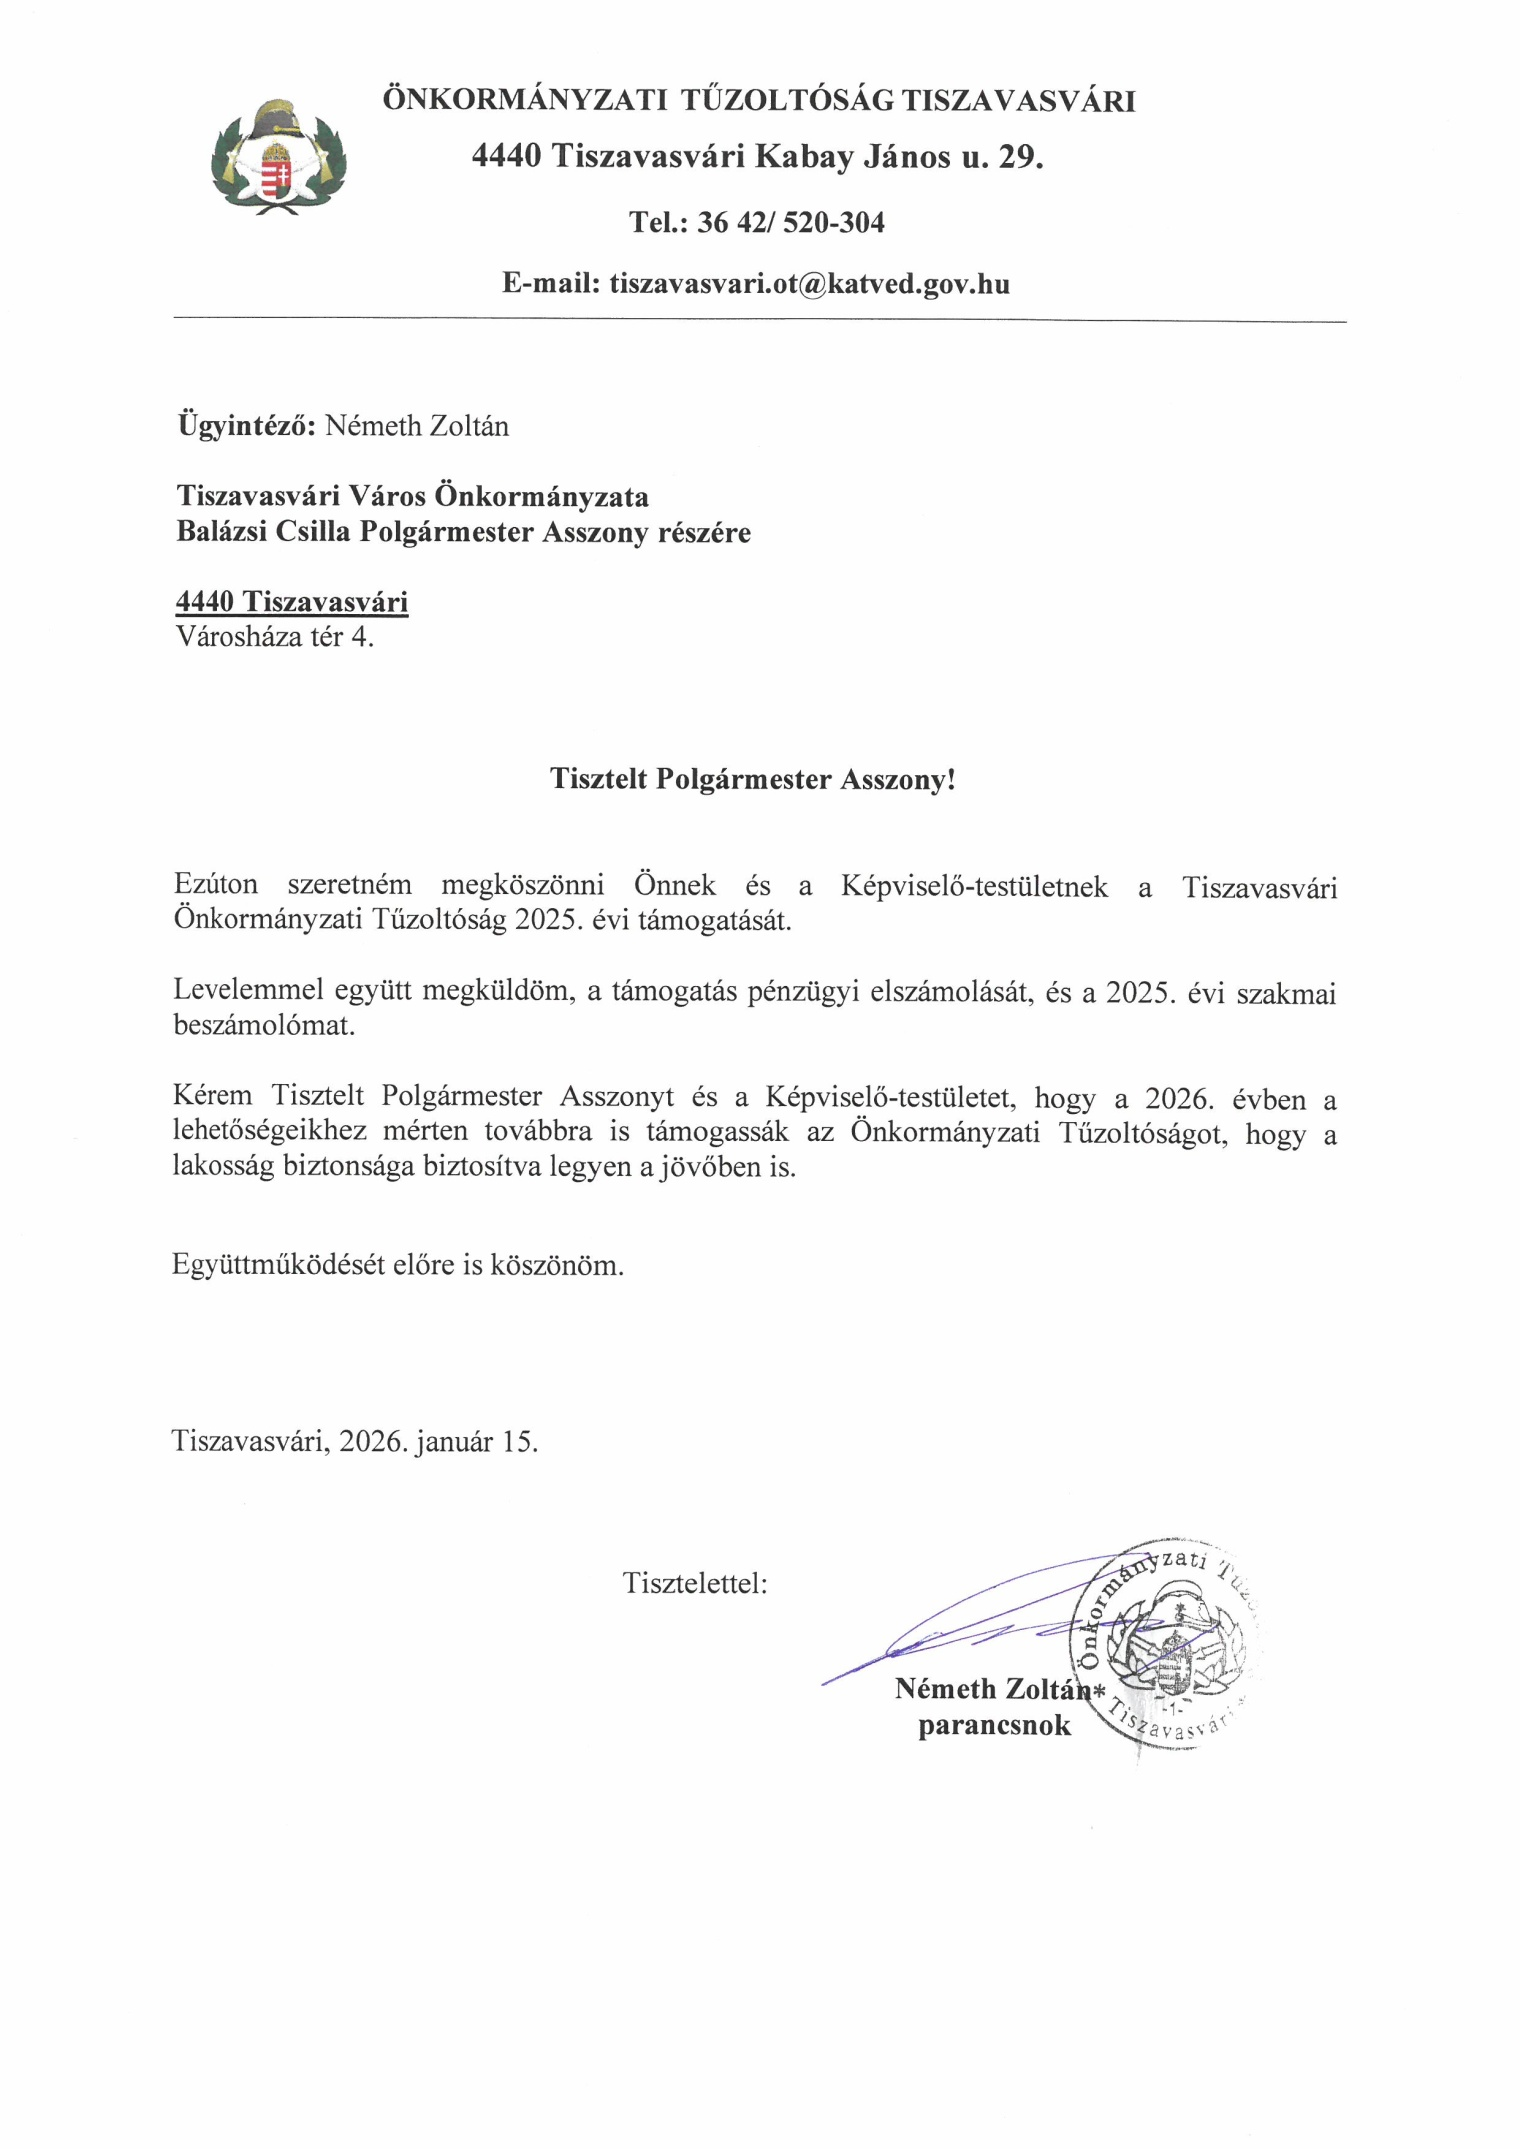 ÖNKORMÁNYZATI TŰZOLTÓSÁG TISZAVASVÁRI
4440 Tiszavasvári Kabay János u. 29.
Tel.: 36 42/ 520-304
E-mail: tiszavasvari.ot@katved.gov.hu
Ügyintéző: Németh Zoltán
Tiszavasvári Város Önkormányzata
Balázsi Csilla Polgármester Asszony részére
4440 Tiszavasvári
Városháza tér 4.
Tisztelt Polgármester Asszony!
Ezúton szeretném megköszönni Önnek és a Képviselő-testületnek a Tiszavasvári
Önkormányzati Tűzoltóság 2025. évi támogatását.
Levelemmel együtt megküldöm, a támogatás pénzügyi elszámolását, és a 2025. évi szakmai
beszámolómat.
Kérem Tisztelt Polgármester Asszonyt és a Képviselő-testületet, hogy a 2026. évben a
lehetőségeikhez mérten továbbra is támogassák az Önkormányzati Tűzoltóságot, hogy a
lakosság biztonsága biztosítva legyen a jövőben is.
Együttműködését előre is köszönöm.
Tiszavasvári, 2026. január 15.
Tisztelettel:
Németh Zoltán
parancsnok
Önkormányzati
* Tiszavasvári *
-1-